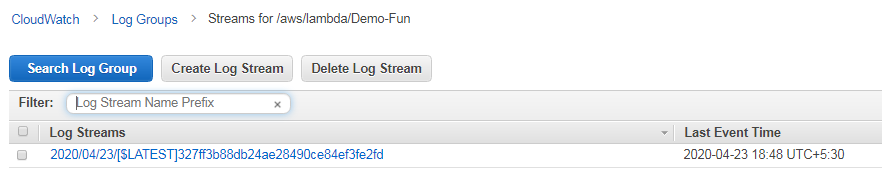 CloudWatch > Log Groups > Streams for /aws/lambda/Demo-Fun
Search Log Group Create Log Stream Delete Log Stream
Filter: Log Stream Name Prefix ×
Log Streams Last Event Time
2020/04/23/[$LATEST]327ff3b88db24ae28490ce84ef3fe2fd 2020-04-23 18:48 UTC+5:30